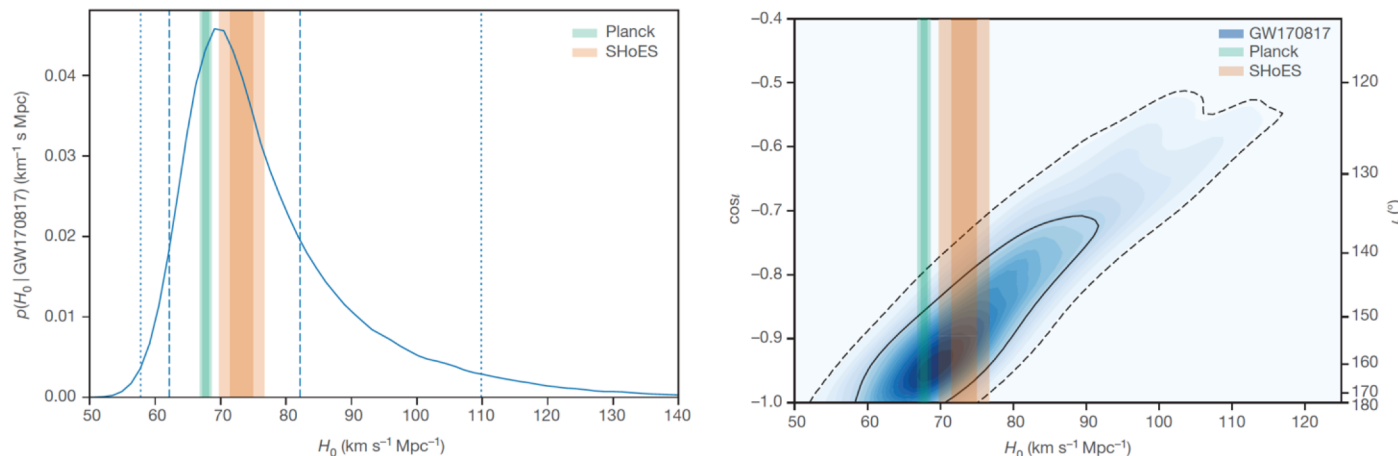 Planck
SHoES
0.04
0.03
0.02
0.01
0.00
p(H₀ | GW170817) (km⁻¹ s Mpc)
50 60 70 80 90 100 110 120 130 140
H₀ (km s⁻¹ Mpc⁻¹)
GW170817
Planck
SHoES
−0.4
−0.5
−0.6
−0.7
−0.8
−0.9
−1.0
cosι
50 60 70 80 90 100 110 120
H₀ (km s⁻¹ Mpc⁻¹)
120
130
135
140
150
160
170
180
(°)